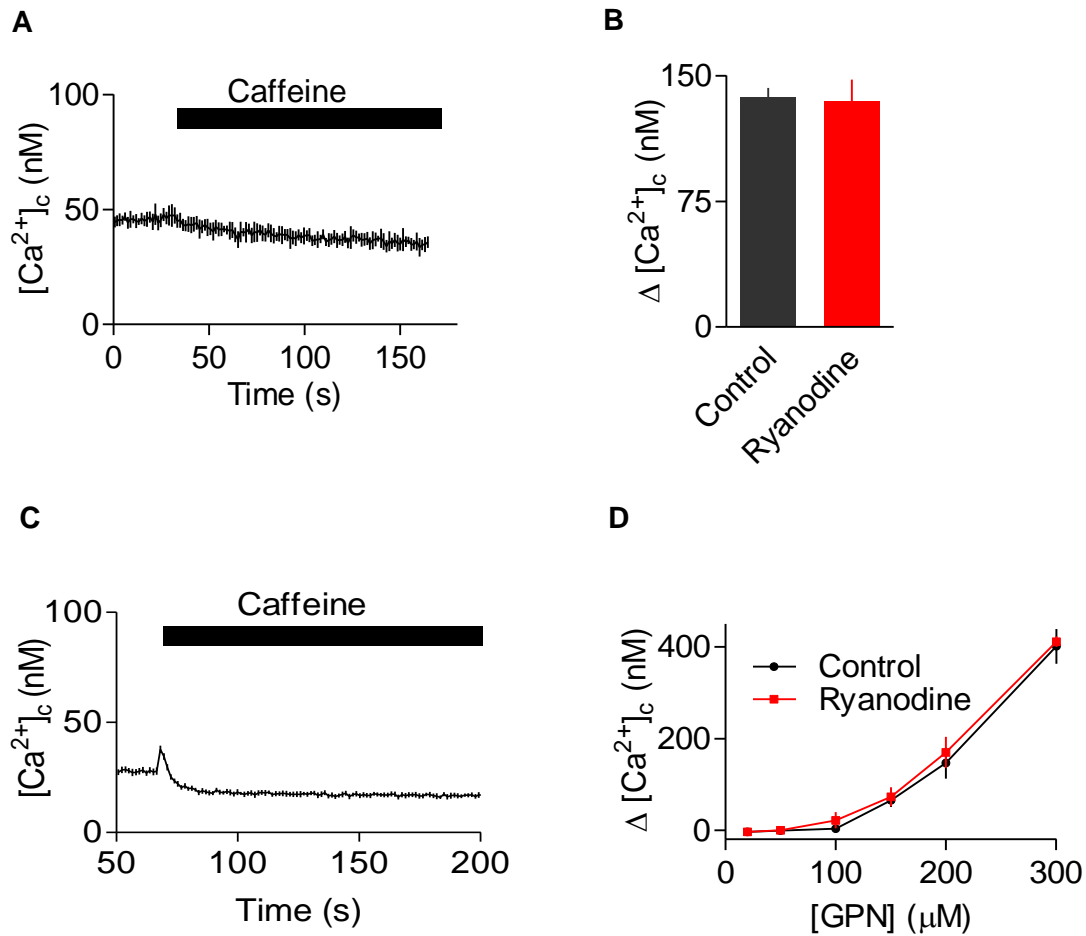 A
Caffeine
[Ca²⁺]c (nM)
100
50
0
0 50 100 150
Time (s)
B
Δ [Ca²⁺]c (nM)
150
75
0
Control
Ryanodine
C
Caffeine
[Ca²⁺]c (nM)
100
50
0
50 100 150 200
Time (s)
D
Δ [Ca²⁺]c (nM)
400
200
0
Control
Ryanodine
0 100 200 300
[GPN] (μM)